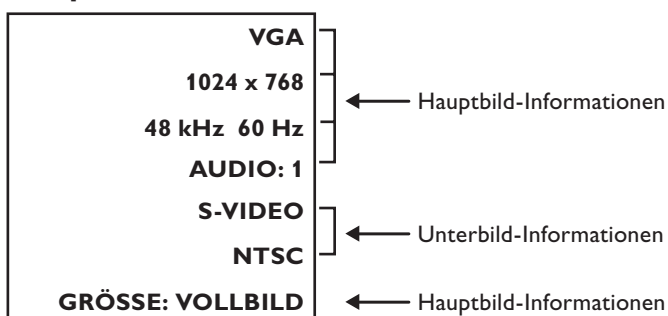 VGA
1024 x 768
48 kHz 60 Hz
AUDIO: 1
Hauptbild-Informationen
S-VIDEO
NTSC
Unterbild-Informationen
GRÖSSE: VOLLBILD
Hauptbild-Informationen